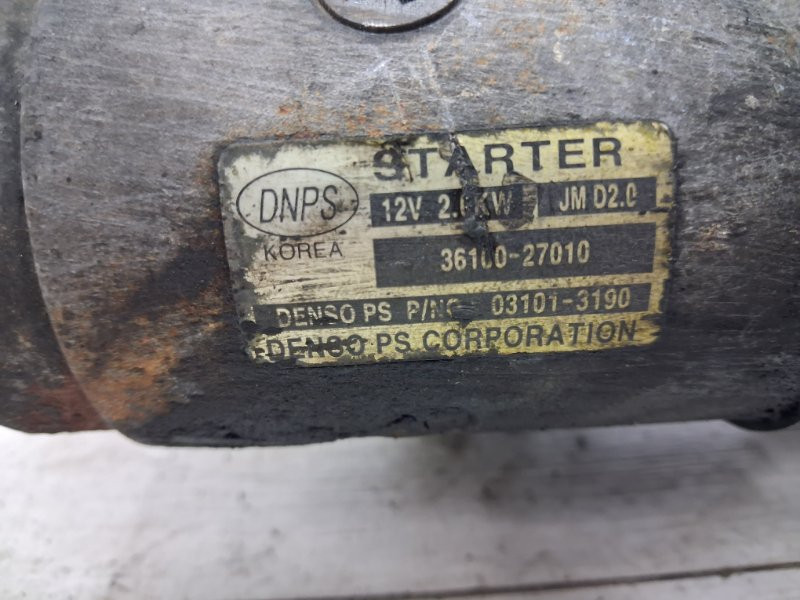 STARTER
DNPS
12V JM D2.0
KOREA
36100-27010
DENSO PS P/NO 03101-3190
DENSO PS CORPORATION